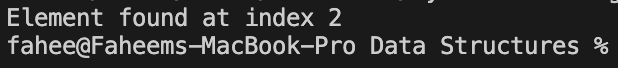 Element found at index 2
fahee@Faheems-MacBook-Pro Data Structures %